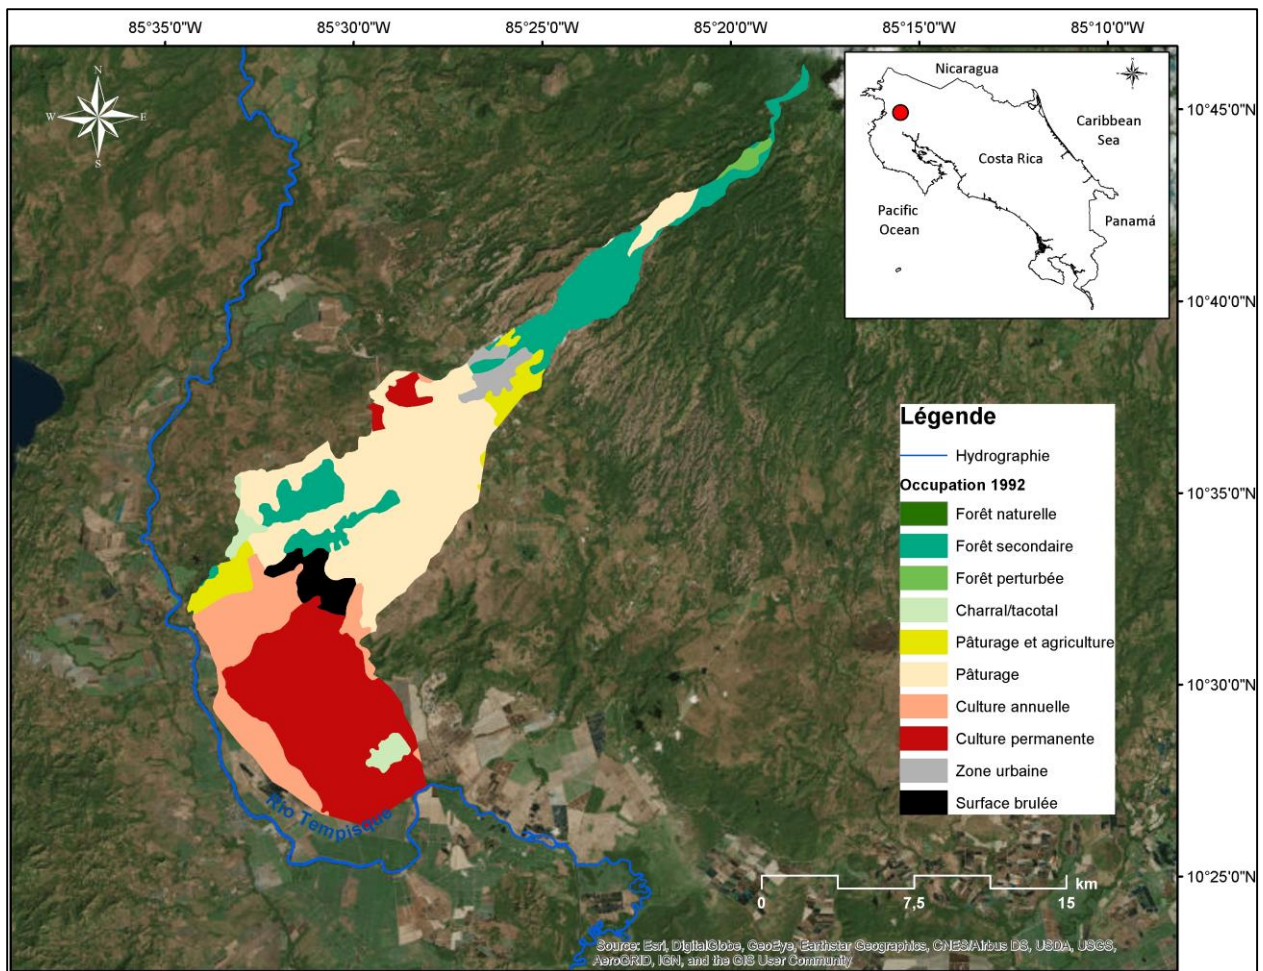 85°35'0"W 85°30'0"W 85°25'0"W 85°20'0"W 85°15'0"W 85°10'0"W
N
W E
S
Nicaragua
Caribbean
Sea
Costa Rica
Pacific
Ocean
Panamá
10°45'0"N
10°40'0"N
10°35'0"N
10°30'0"N
10°25'0"N
Légende
Hydrographie
Occupation 1992
Forêt naturelle
Forêt secondaire
Forêt perturbée
Charral/tacotal
Pâturage et agriculture
Pâturage
Culture annuelle
Culture permanente
Zone urbaine
Surface brulée
Río Tempisque
km
0 7,5 15
Source: Esri, DigitalGlobe, GeoEye, Earthstar Geographics, CNES/Airbus DS, USDA, USGS,
AeroGRID, IGN, and the GIS User Community